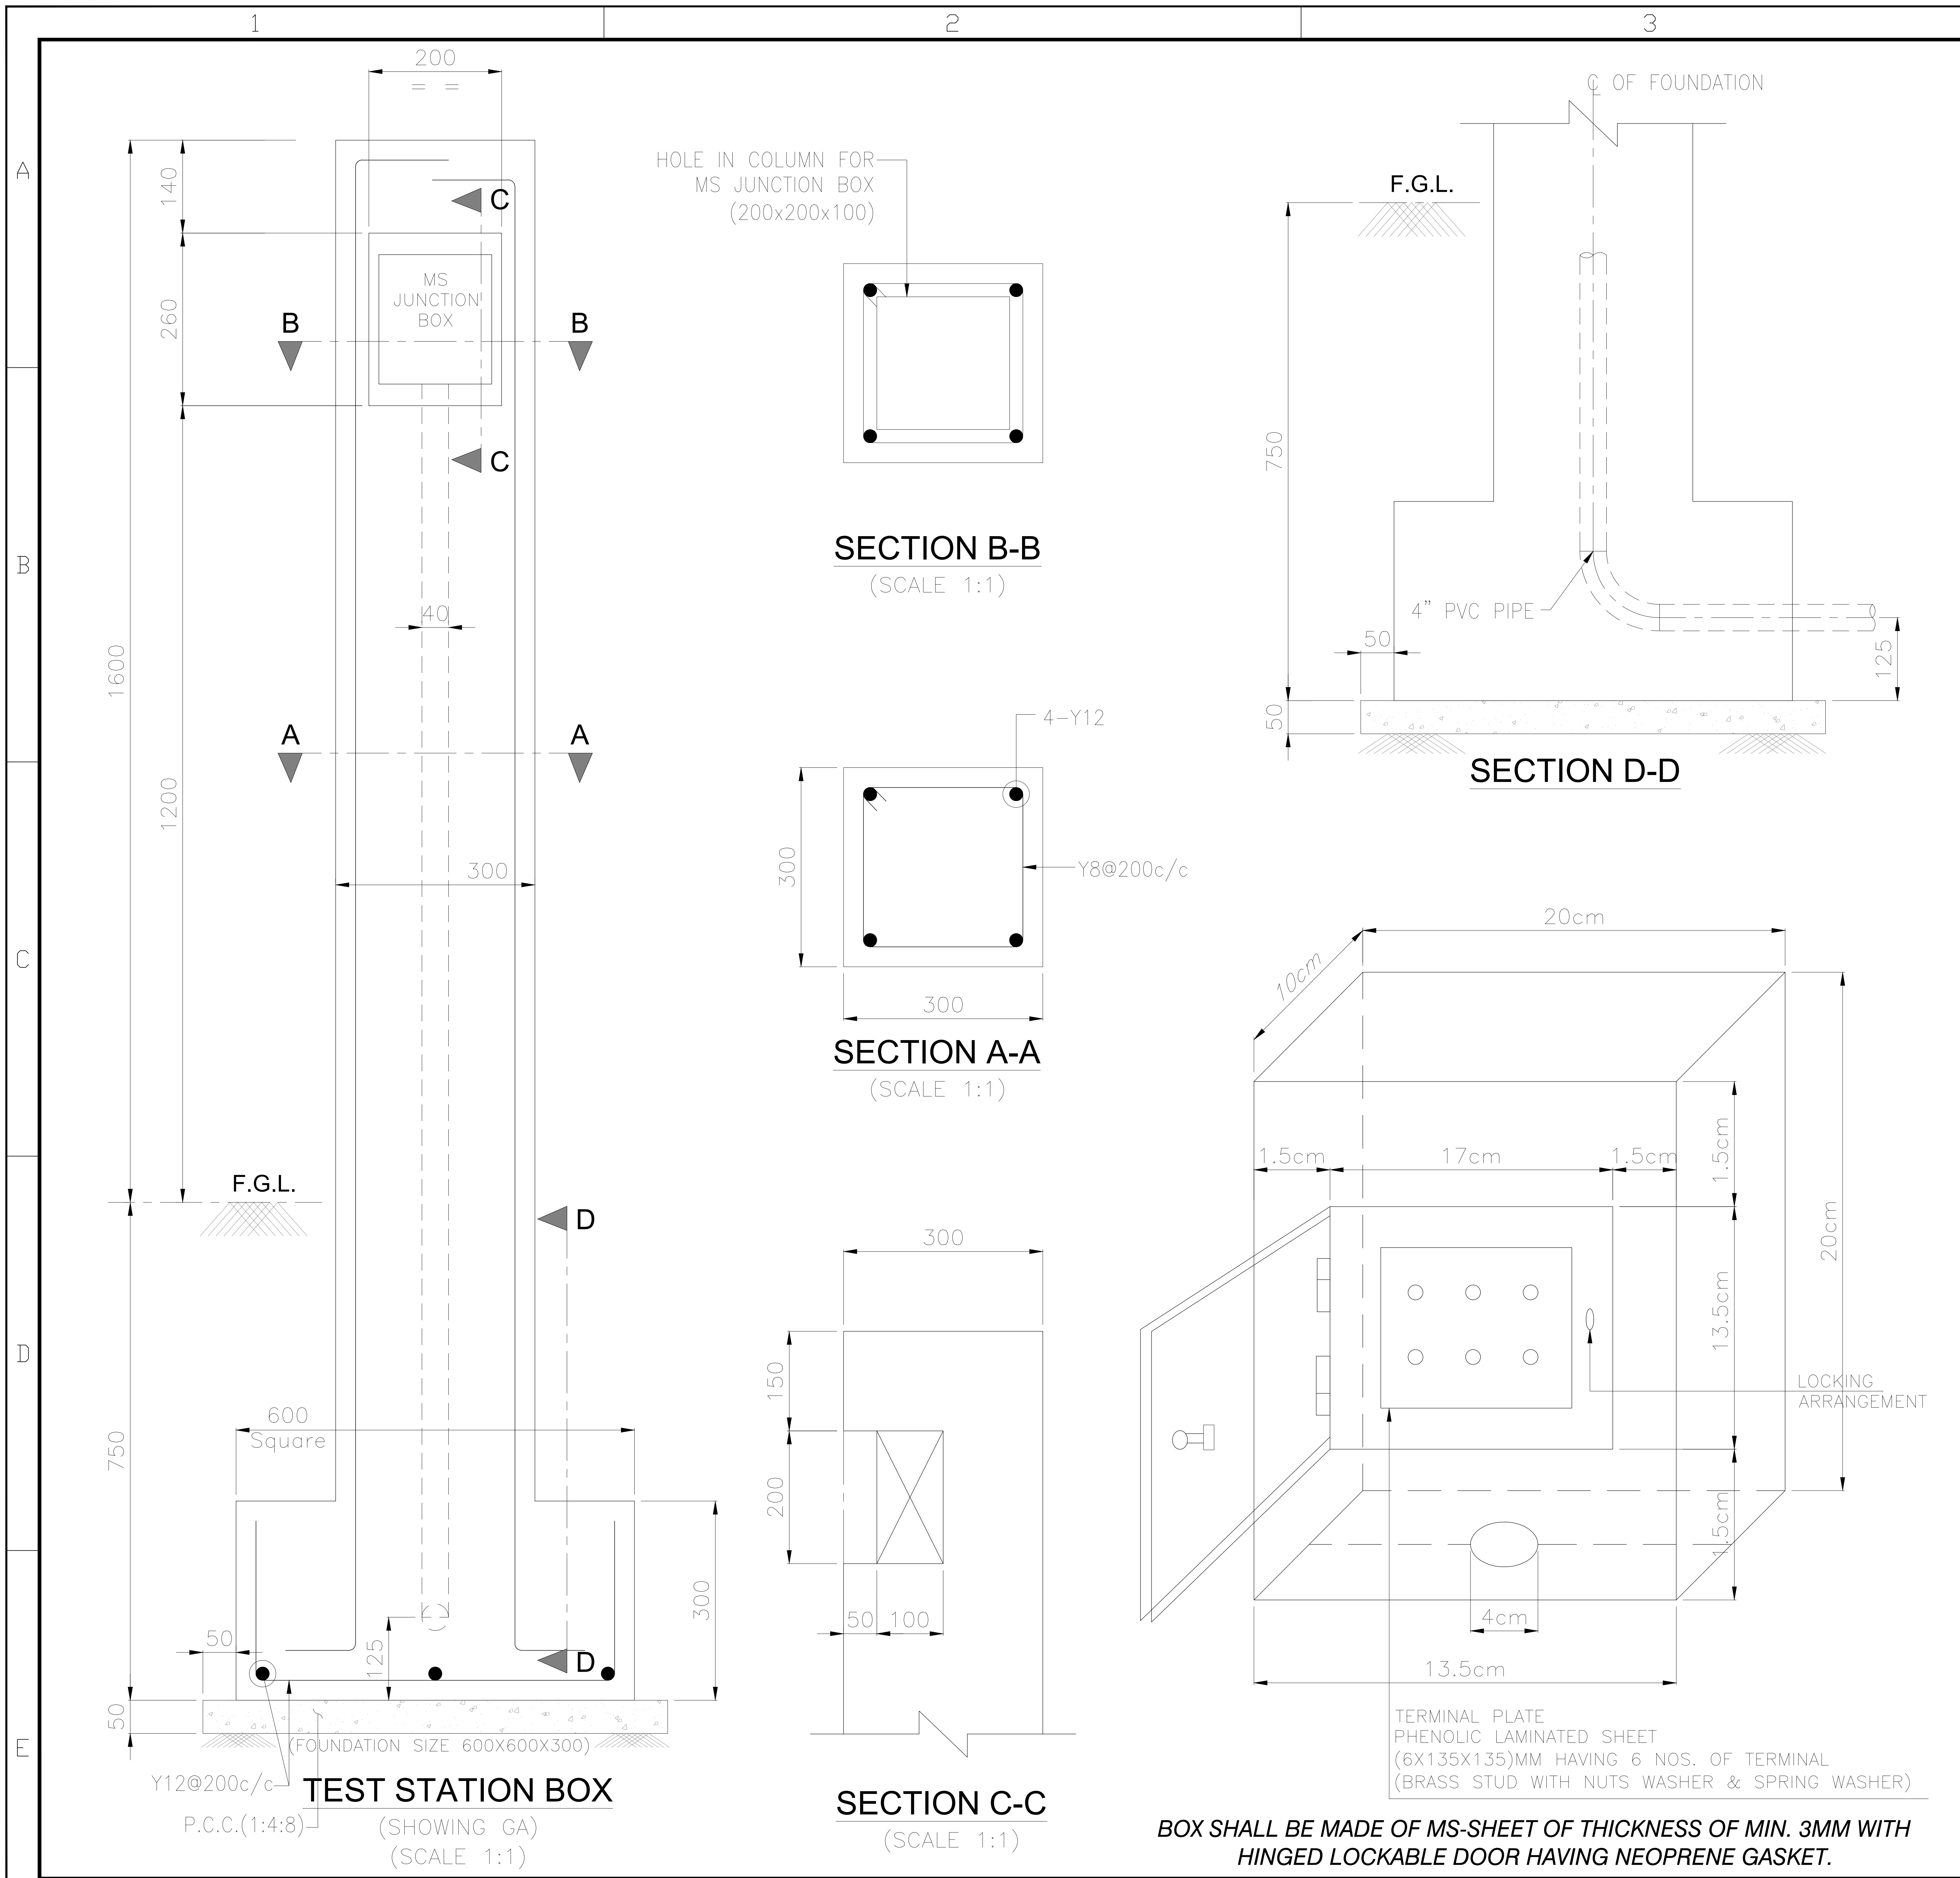 1
2
3
A
B
C
D
E
200
= =
140
260
1600
1200
MS
JUNCTION
BOX
C
C
B
B
40
A
A
300
F.G.L.
D
D
600
Square
750
300
125
50
50
(FOUNDATION SIZE 600X600X300)
Y12@200c/c
P.C.C.(1:4:8)
TEST STATION BOX
(SHOWING GA)
(SCALE 1:1)
HOLE IN COLUMN FOR
MS JUNCTION BOX
(200x200x100)
SECTION B-B
(SCALE 1:1)
4-Y12
300
Y8@200c/c
300
SECTION A-A
(SCALE 1:1)
300
150
200
50
100
SECTION C-C
(SCALE 1:1)
℄ OF FOUNDATION
F.G.L.
750
4" PVC PIPE
50
125
50
SECTION D-D
20cm
10cm
1.5cm
17cm
1.5cm
1.5cm
20cm
13.5cm
LOCKING
ARRANGEMENT
1.5cm
4cm
13.5cm
TERMINAL PLATE
PHENOLIC LAMINATED SHEET
(6X135X135)MM HAVING 6 NOS. OF TERMINAL
(BRASS STUD WITH NUTS WASHER & SPRING WASHER)
BOX SHALL BE MADE OF MS-SHEET OF THICKNESS OF MIN. 3MM WITH
HINGED LOCKABLE DOOR HAVING NEOPRENE GASKET.